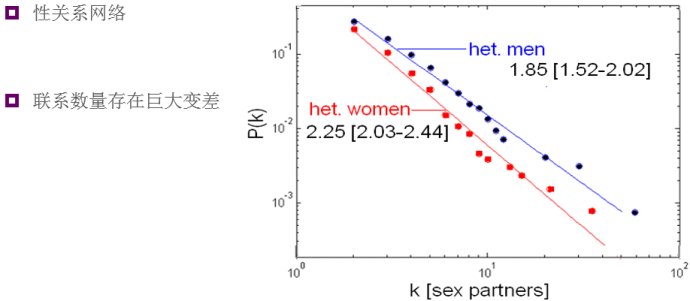 性关系网络
联系数量存在巨大变差
het. men
1.85 [1.52-2.02]
het. women
2.25 [2.03-2.44]
P(k)
10⁻¹
10⁻²
10⁻³
10⁰
10¹
10²
k [sex partners]